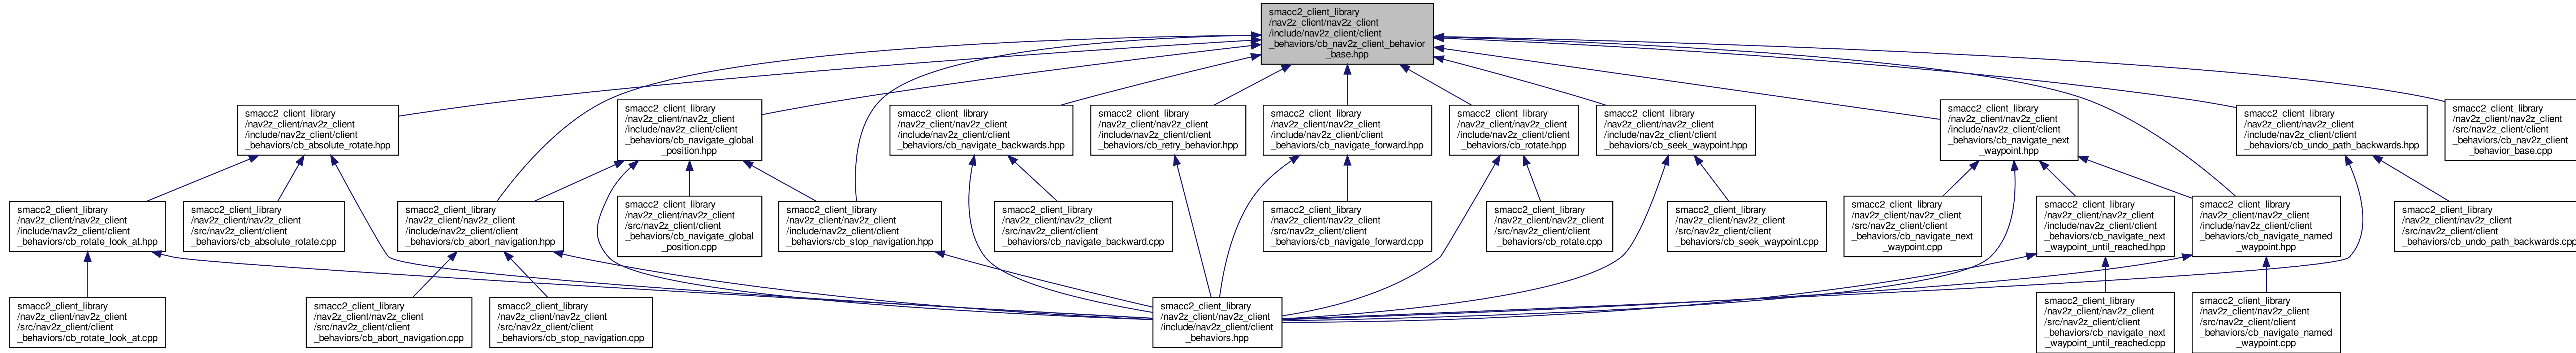 smacc2_client_library
/nav2z_client/nav2z_client
/include/nav2z_client/client
_behaviors/cb_nav2z_client_behavior
_base.hpp
smacc2_client_library
/nav2z_client/nav2z_client
/include/nav2z_client/client
_behaviors/cb_absolute_rotate.hpp
smacc2_client_library
/nav2z_client/nav2z_client
/include/nav2z_client/client
_behaviors/cb_navigate_global
_position.hpp
smacc2_client_library
/nav2z_client/nav2z_client
/include/nav2z_client/client
_behaviors/cb_navigate_backwards.hpp
smacc2_client_library
/nav2z_client/nav2z_client
/include/nav2z_client/client
_behaviors/cb_retry_behavior.hpp
smacc2_client_library
/nav2z_client/nav2z_client
/include/nav2z_client/client
_behaviors/cb_navigate_forward.hpp
smacc2_client_library
/nav2z_client/nav2z_client
/include/nav2z_client/client
_behaviors/cb_rotate.hpp
smacc2_client_library
/nav2z_client/nav2z_client
/include/nav2z_client/client
_behaviors/cb_seek_waypoint.hpp
smacc2_client_library
/nav2z_client/nav2z_client
/include/nav2z_client/client
_behaviors/cb_navigate_next
_waypoint.hpp
smacc2_client_library
/nav2z_client/nav2z_client
/include/nav2z_client/client
_behaviors/cb_undo_path_backwards.hpp
smacc2_client_library
/nav2z_client/nav2z_client
/src/nav2z_client/client
_behaviors/cb_nav2z_client
_behavior_base.cpp
smacc2_client_library
/nav2z_client/nav2z_client
/include/nav2z_client/client
_behaviors/cb_rotate_look_at.hpp
smacc2_client_library
/nav2z_client/nav2z_client
/src/nav2z_client/client
_behaviors/cb_absolute_rotate.cpp
smacc2_client_library
/nav2z_client/nav2z_client
/include/nav2z_client/client
_behaviors/cb_abort_navigation.hpp
smacc2_client_library
/nav2z_client/nav2z_client
/src/nav2z_client/client
_behaviors/cb_navigate_global
_position.cpp
smacc2_client_library
/nav2z_client/nav2z_client
/include/nav2z_client/client
_behaviors/cb_stop_navigation.hpp
smacc2_client_library
/nav2z_client/nav2z_client
/src/nav2z_client/client
_behaviors/cb_navigate_backward.cpp
smacc2_client_library
/nav2z_client/nav2z_client
/src/nav2z_client/client
_behaviors/cb_navigate_forward.cpp
smacc2_client_library
/nav2z_client/nav2z_client
/src/nav2z_client/client
_behaviors/cb_rotate.cpp
smacc2_client_library
/nav2z_client/nav2z_client
/src/nav2z_client/client
_behaviors/cb_seek_waypoint.cpp
smacc2_client_library
/nav2z_client/nav2z_client
/src/nav2z_client/client
_behaviors/cb_navigate_next
_waypoint.cpp
smacc2_client_library
/nav2z_client/nav2z_client
/include/nav2z_client/client
_behaviors/cb_navigate_next
_waypoint_until_reached.hpp
smacc2_client_library
/nav2z_client/nav2z_client
/include/nav2z_client/client
_behaviors/cb_navigate_named
_waypoint.hpp
smacc2_client_library
/nav2z_client/nav2z_client
/src/nav2z_client/client
_behaviors/cb_undo_path_backwards.cpp
smacc2_client_library
/nav2z_client/nav2z_client
/src/nav2z_client/client
_behaviors/cb_rotate_look_at.cpp
smacc2_client_library
/nav2z_client/nav2z_client
/src/nav2z_client/client
_behaviors/cb_abort_navigation.cpp
smacc2_client_library
/nav2z_client/nav2z_client
/src/nav2z_client/client
_behaviors/cb_stop_navigation.cpp
smacc2_client_library
/nav2z_client/nav2z_client
/include/nav2z_client/client
_behaviors.hpp
smacc2_client_library
/nav2z_client/nav2z_client
/src/nav2z_client/client
_behaviors/cb_navigate_next
_waypoint_until_reached.cpp
smacc2_client_library
/nav2z_client/nav2z_client
/src/nav2z_client/client
_behaviors/cb_navigate_named
_waypoint.cpp